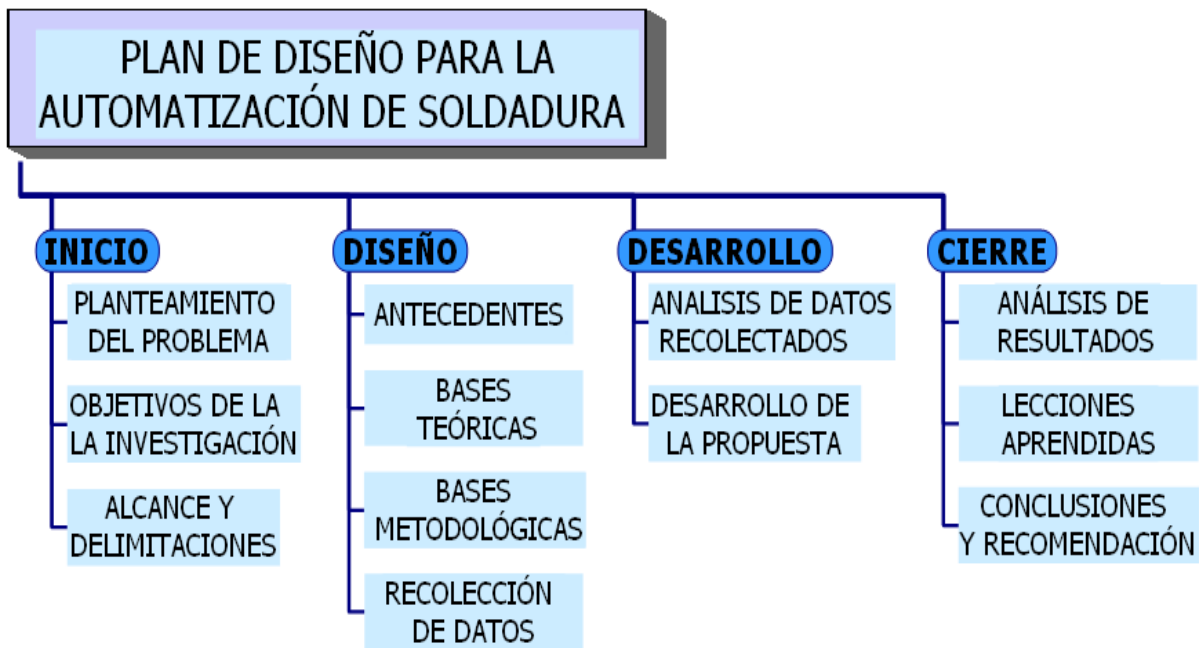 PLAN DE DISEÑO PARA LA
AUTOMATIZACIÓN DE SOLDADURA
INICIO
PLANTEAMIENTO
DEL PROBLEMA
OBJETIVOS DE LA
LA INVESTIGACIÓN
ALCANCE Y
DELIMITACIONES
DISEÑO
ANTECEDENTES
BASES
TEÓRICAS
BASES
METODOLÓGICAS
RECOLECCIÓN
DE DATOS
DESARROLLO
ANALISIS DE DATOS
RECOLECTADOS
DESARROLLO DE
LA PROPUESTA
CIERRE
ANÁLISIS DE
RESULTADOS
LECCIONES
APRENDIDAS
CONCLUSIONES
Y RECOMENDACIÓN